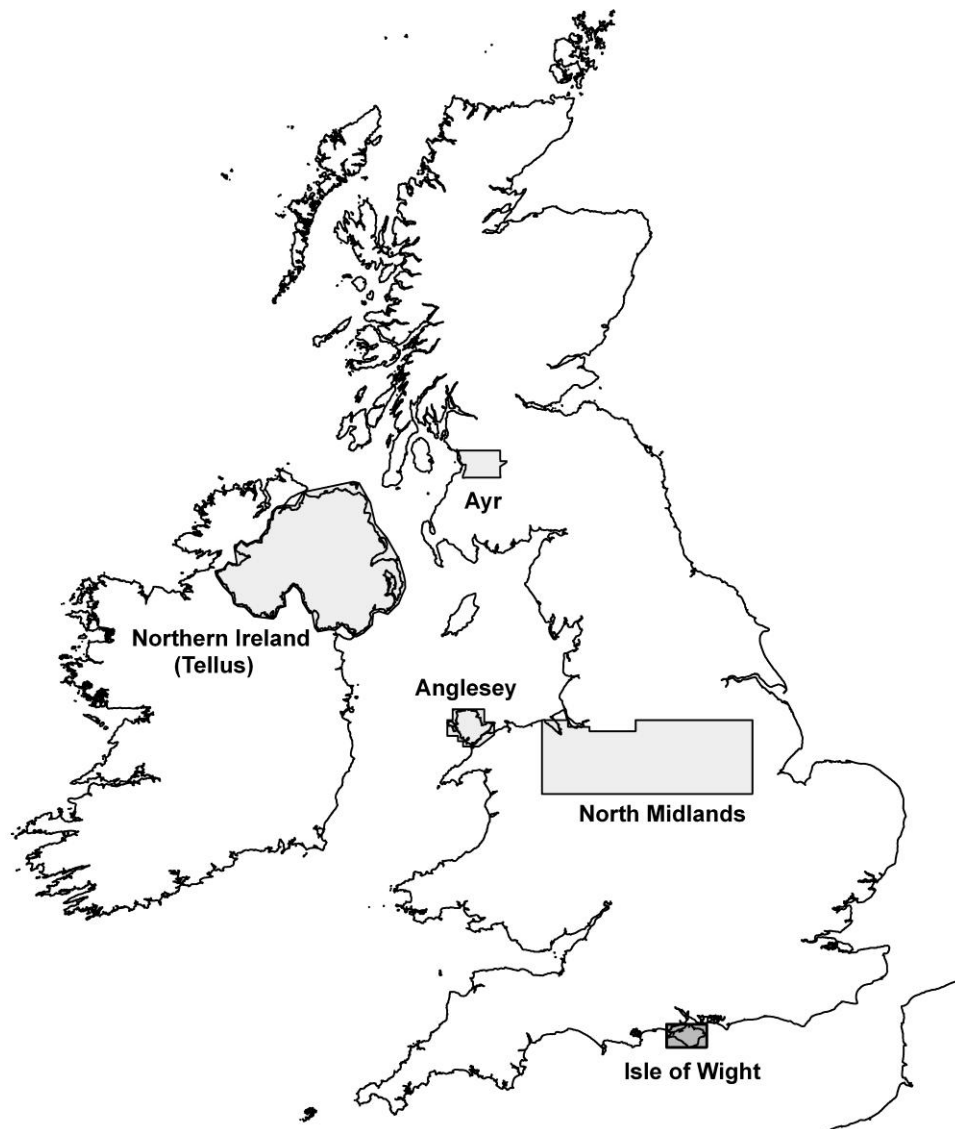 Ayr
Northern Ireland
(Tellus)
Anglesey
North Midlands
Isle of Wight